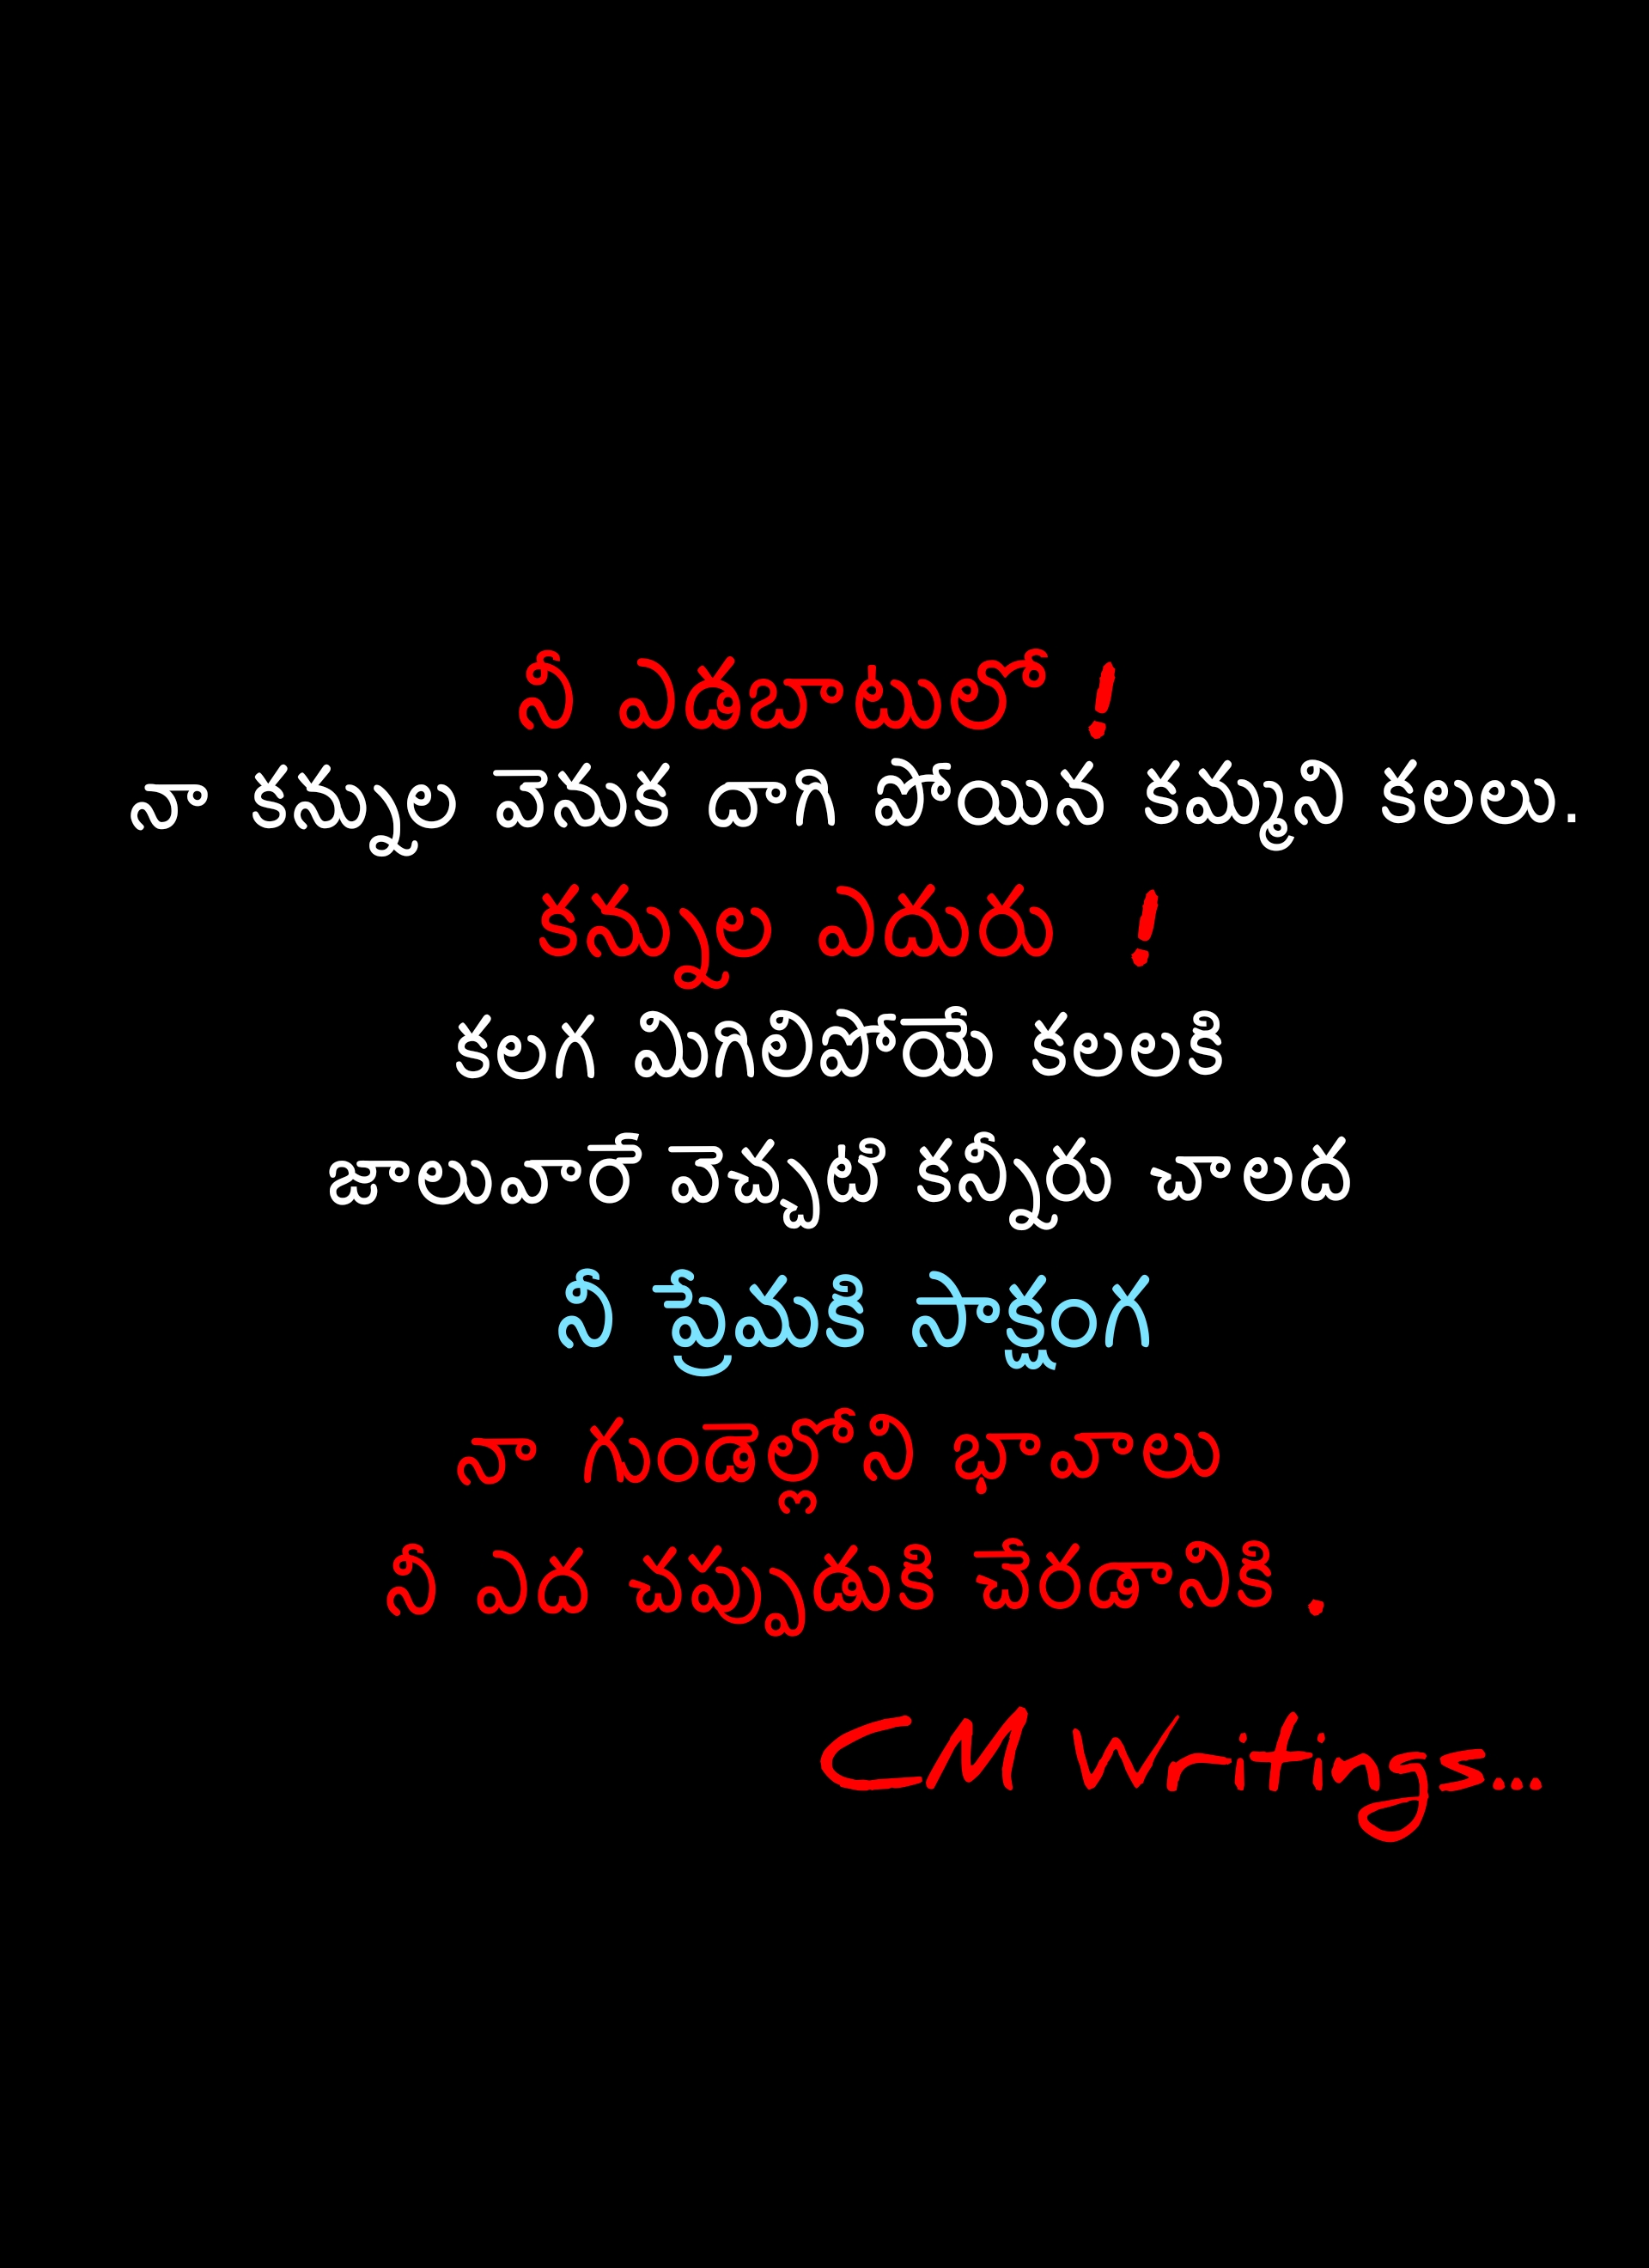 నీ ఎడబాటులో !
నా కన్నుల వెనుక దాగి పోయిన కమ్మని కలలు.
కన్నుల ఎదురు !
కలగ మిగిలిపోయే కలలకి
జాలువారే వెచ్చటి కన్నీరు చాలద
నీ ప్రేమకి సాక్షంగ
నా గుండెల్లోని భావాలు
నీ ఎద చప్పుడుకి చేరడానికి .
CM Writings...